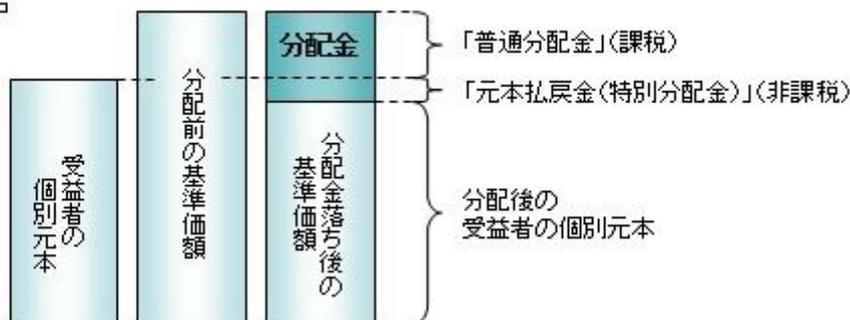 受益者の
個別元本
分配前の基準価額
分配金
分配金落ち後の
基準価額
「普通分配金」(課税)
「元本払戻金(特別分配金)」(非課税)
分配後の
受益者の個別元本